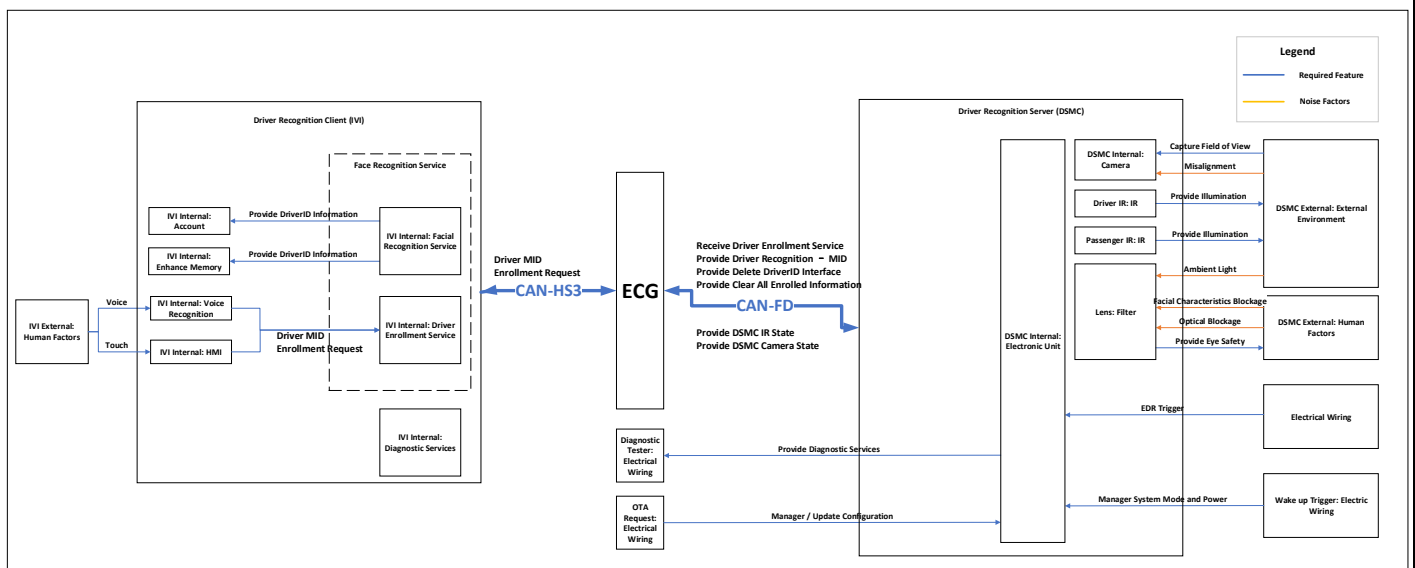 Legend
Required Feature
Noise Factors
Driver Recognition Client (IVI)
Face Recognition Service
IVI Internal:
Account
Provide DriverID Information
IVI Internal: Facial
Recognition Service
IVI Internal:
Enhance Memory
Provide DriverID Information
IVI External:
Human Factors
Voice
Touch
IVI Internal: Voice
Recognition
IVI Internal: HMI
Driver MID
Enrollment Request
IVI Internal: Driver
Enrollment Service
IVI Internal:
Diagnostic Services
Driver MID
Enrollment Request
CAN-HS3
ECG
Receive Driver Enrollment Service
Provide Driver Recognition - MID
Provide Delete DriverID Interface
Provide Clear All Enrolled Information
CAN-FD
Provide DSMC IR State
Provide DSMC Camera State
Diagnostic
Tester:
Electrical
Wiring
Provide Diagnostic Services
OTA
Request:
Electrical
Wiring
Manager / Update Configuration
Driver Recognition Server (DSMC)
DSMC Internal:
Electronic Unit
DSMC Internal:
Camera
Driver IR: IR
Passenger IR: IR
Lens: Filter
Capture Field of View
Misalignment
Provide Illumination
Provide Illumination
Ambient Light
Facial Characteristics Blockage
Optical Blockage
Provide Eye Safety
EDR Trigger
Manager System Mode and Power
DSMC External: External
Environment
DSMC External: Human
Factors
Electrical Wiring
Wake up Trigger: Electric
Wiring